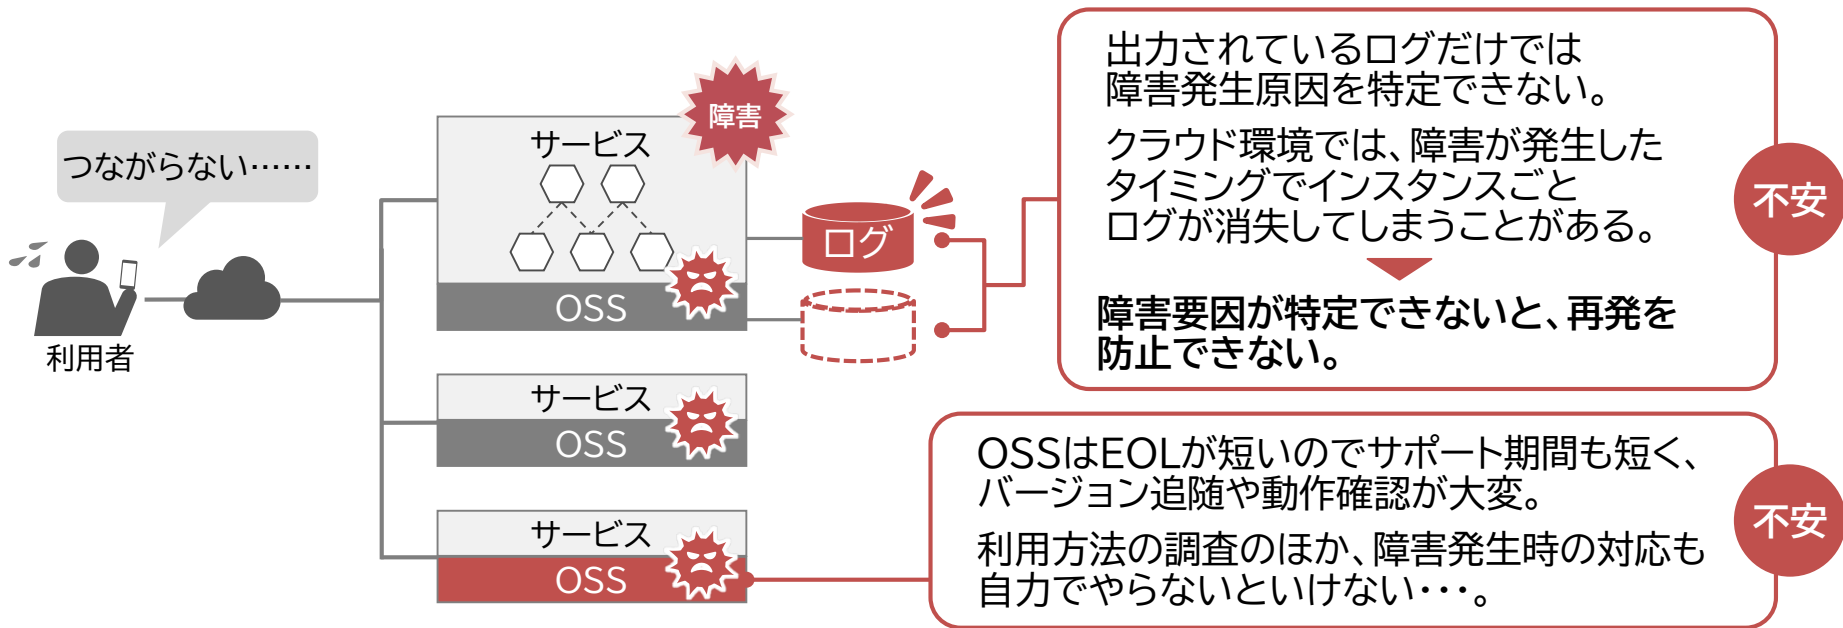 つながらない……
利用者
障害
サービス
OSS
ログ
サービス
OSS
サービス
OSS
出力されているログだけでは
障害発生原因を特定できない。
クラウド環境では、障害が発生した
タイミングでインスタンスごと
ログが消失してしまうことがある。
障害要因が特定できないと、再発を
防止できない。
不安
OSSはEOLが短いのでサポート期間も短く、
バージョン追随や動作確認が大変。
利用方法の調査のほか、障害発生時の対応も
自力でやらないといけない・・・。
不安